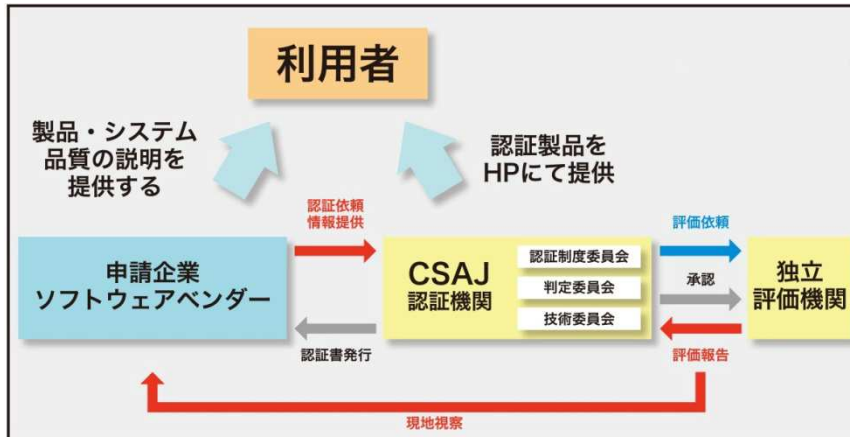 利用者
製品・システム
品質の説明を
提供する
認証製品を
HPにて提供
認証依頼
情報提供
評価依頼
申請企業
ソフトウェアベンダー
CSAJ
認証機関
認証制度委員会
判定委員会
技術委員会
承認
独立
評価機関
認証書発行
評価報告
現地視察